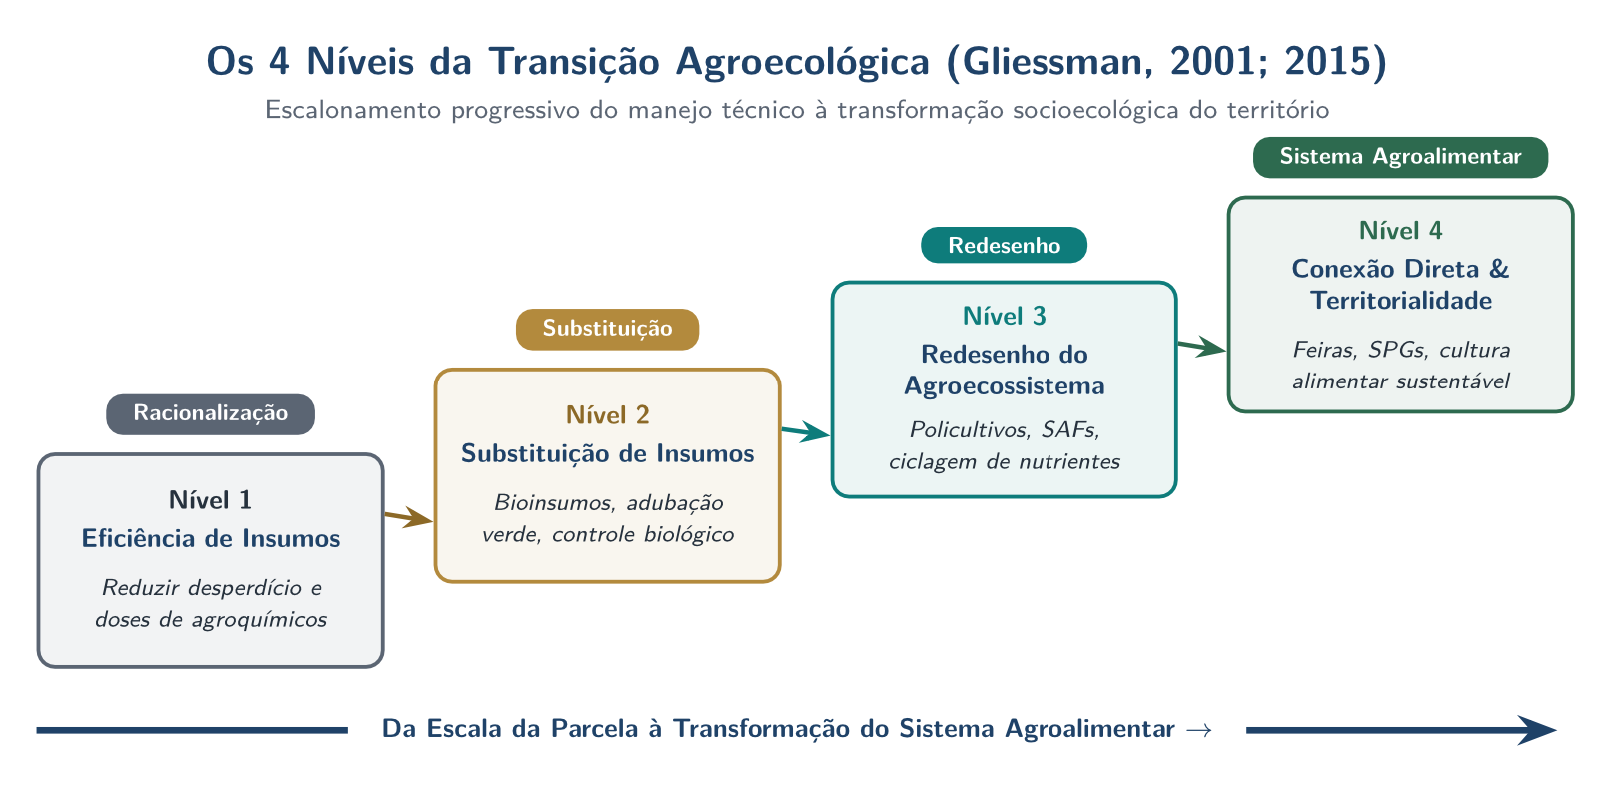 Os 4 Níveis da Transição Agroecológica (Gliessman, 2001; 2015)
Escalonamento progressivo do manejo técnico à transformação socioecológica do território
Racionalização
Nível 1
Eficiência de Insumos
Reduzir desperdício e
doses de agroquímicos
Substituição
Nível 2
Substituição de Insumos
Bioinsumos, adubação
verde, controle biológico
Redesenho
Nível 3
Redesenho do
Agroecossistema
Policultivos, SAFs,
ciclagem de nutrientes
Sistema Agroalimentar
Nível 4
Conexão Direta &
Territorialidade
Feiras, SPGs, cultura
alimentar sustentável
Da Escala da Parcela à Transformação do Sistema Agroalimentar →